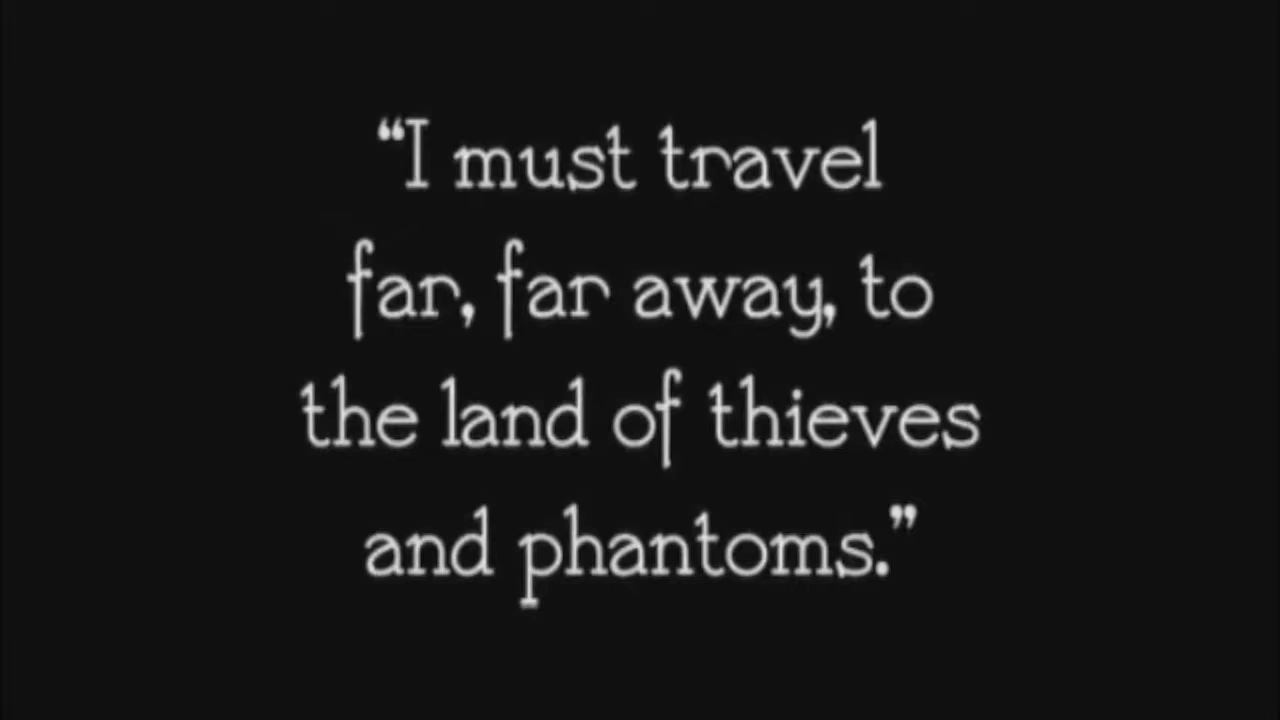 “I must travel
far, far away, to
the land of thieves
and phantoms.”